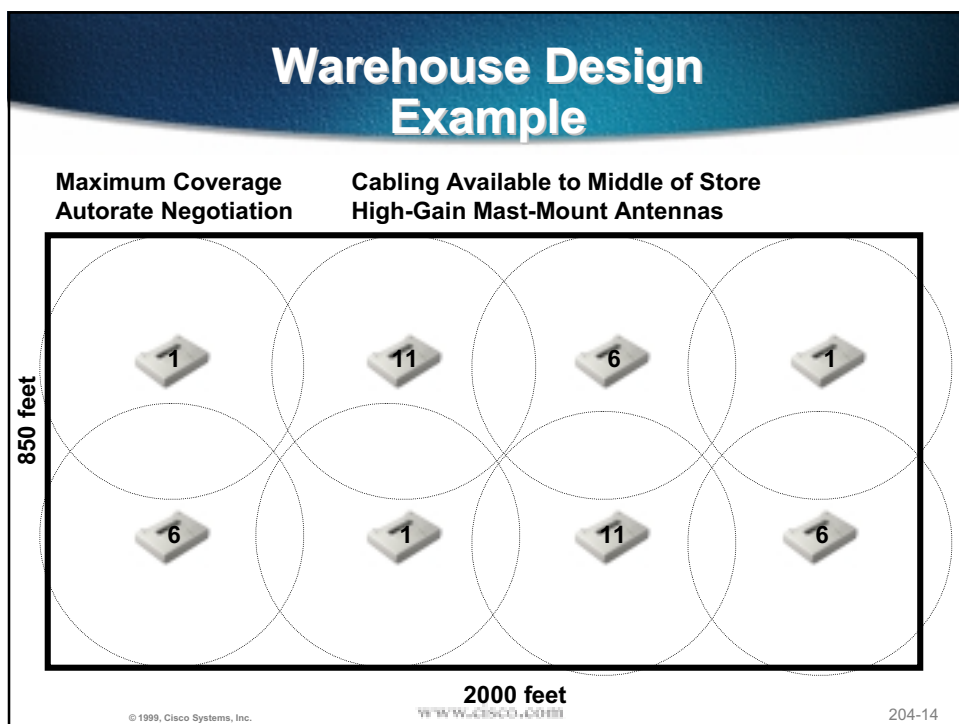 Warehouse Design
Example
Maximum Coverage
Autorate Negotiation
Cabling Available to Middle of Store
High-Gain Mast-Mount Antennas
1
11
6
1
850 feet
6
1
11
6
2000 feet
© 1999, Cisco Systems, Inc.
www.cisco.com
204-14